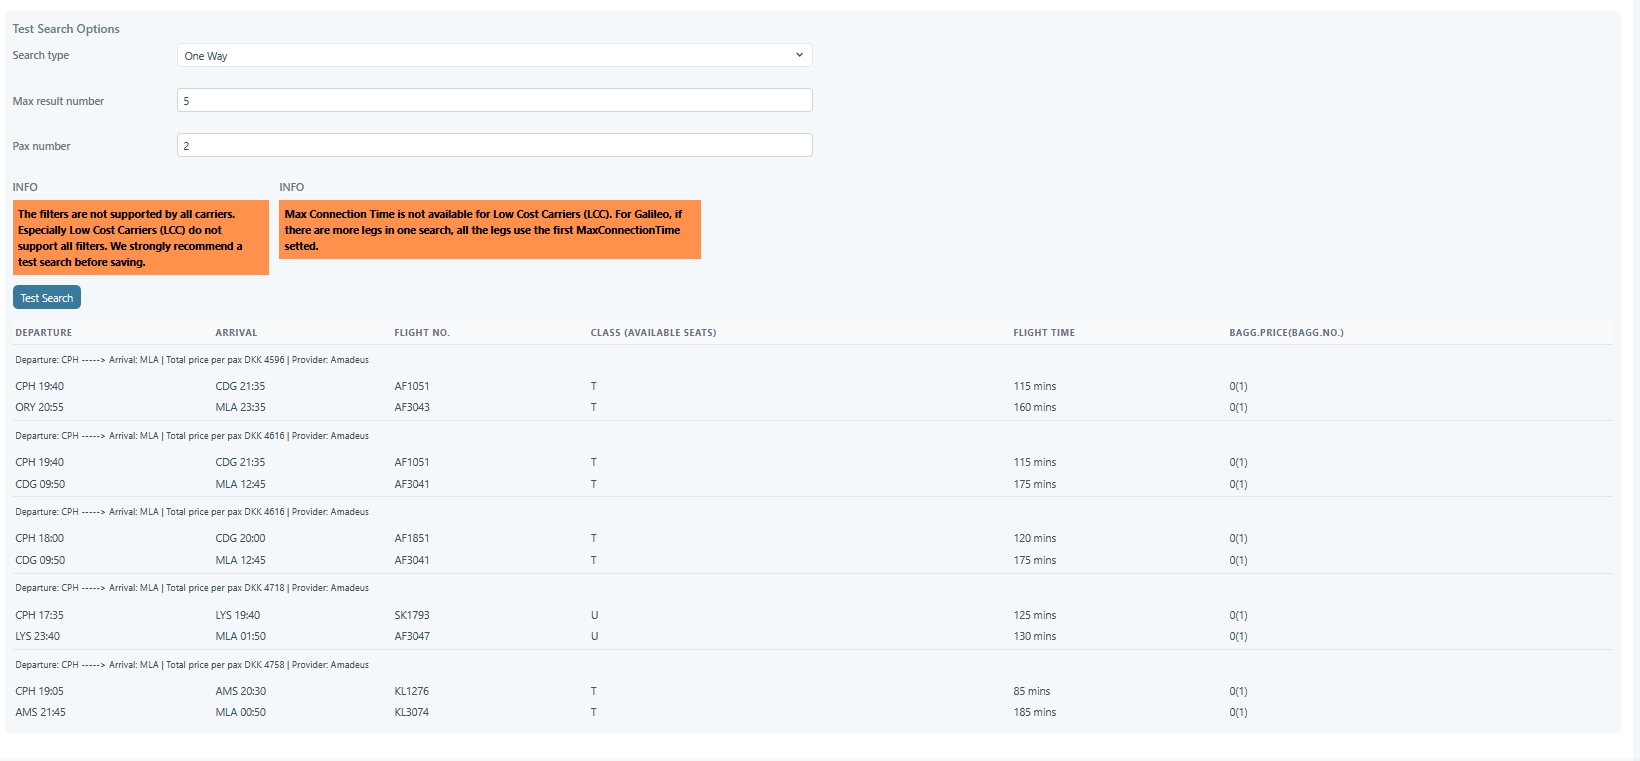 Test Search Options
Search type
One Way
Max result number
5
Pax number
2
INFO
The filters are not supported by all carriers.
Especially Low Cost Carriers (LCC) do not
support all filters. We strongly recommend a
test search before saving.
INFO
Max Connection Time is not available for Low Cost Carriers (LCC). For Galileo, if
there are more legs in one search, all the legs use the first MaxConnectionTime
setted.
Test Search
DEPARTURE ARRIVAL FLIGHT NO. CLASS (AVAILABLE SEATS) FLIGHT TIME BAGG.PRICE(BAGG.NO.)
Departure: CPH -----> Arrival: MLA | Total price per pax DKK 4596 | Provider: Amadeus
CPH 19:40 CDG 21:35 AF1051 T 115 mins 0(1)
ORY 20:55 MLA 23:35 AF3043 T 160 mins 0(1)
Departure: CPH -----> Arrival: MLA | Total price per pax DKK 4616 | Provider: Amadeus
CPH 19:40 CDG 21:35 AF1051 T 115 mins 0(1)
CDG 09:50 MLA 12:45 AF3041 T 175 mins 0(1)
Departure: CPH -----> Arrival: MLA | Total price per pax DKK 4616 | Provider: Amadeus
CPH 18:00 CDG 20:00 AF1851 T 120 mins 0(1)
CDG 09:50 MLA 12:45 AF3041 T 175 mins 0(1)
Departure: CPH -----> Arrival: MLA | Total price per pax DKK 4718 | Provider: Amadeus
CPH 17:35 LYS 19:40 SK1793 U 125 mins 0(1)
LYS 23:40 MLA 01:50 AF3047 U 130 mins 0(1)
Departure: CPH -----> Arrival: MLA | Total price per pax DKK 4758 | Provider: Amadeus
CPH 19:05 AMS 20:30 KL1276 T 85 mins 0(1)
AMS 21:45 MLA 00:50 KL3074 T 185 mins 0(1)